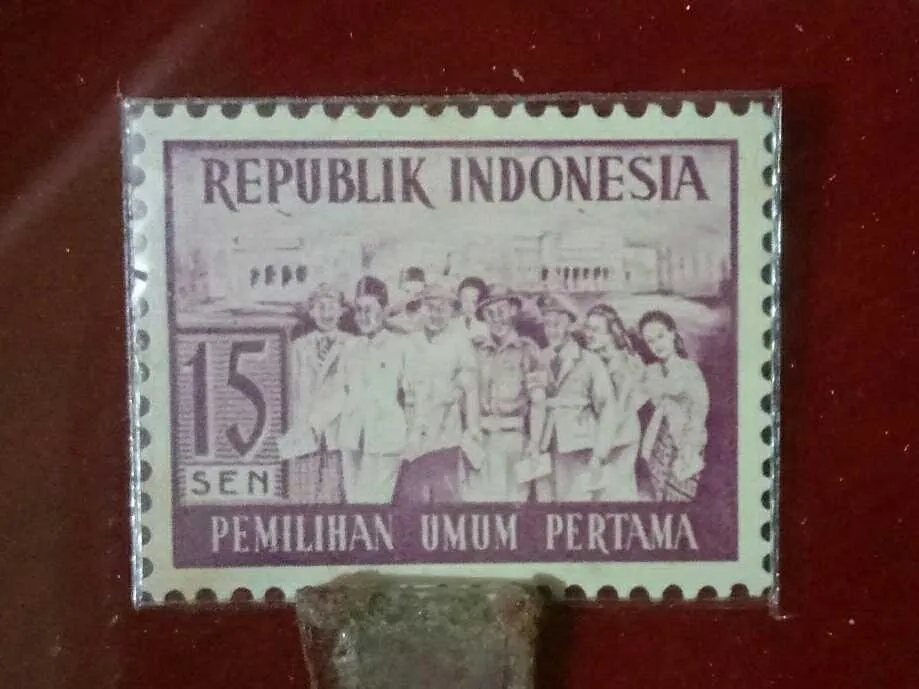 REPUBLIK INDONESIA
15
SEN
PEMILIHAN UMUM PERTAMA